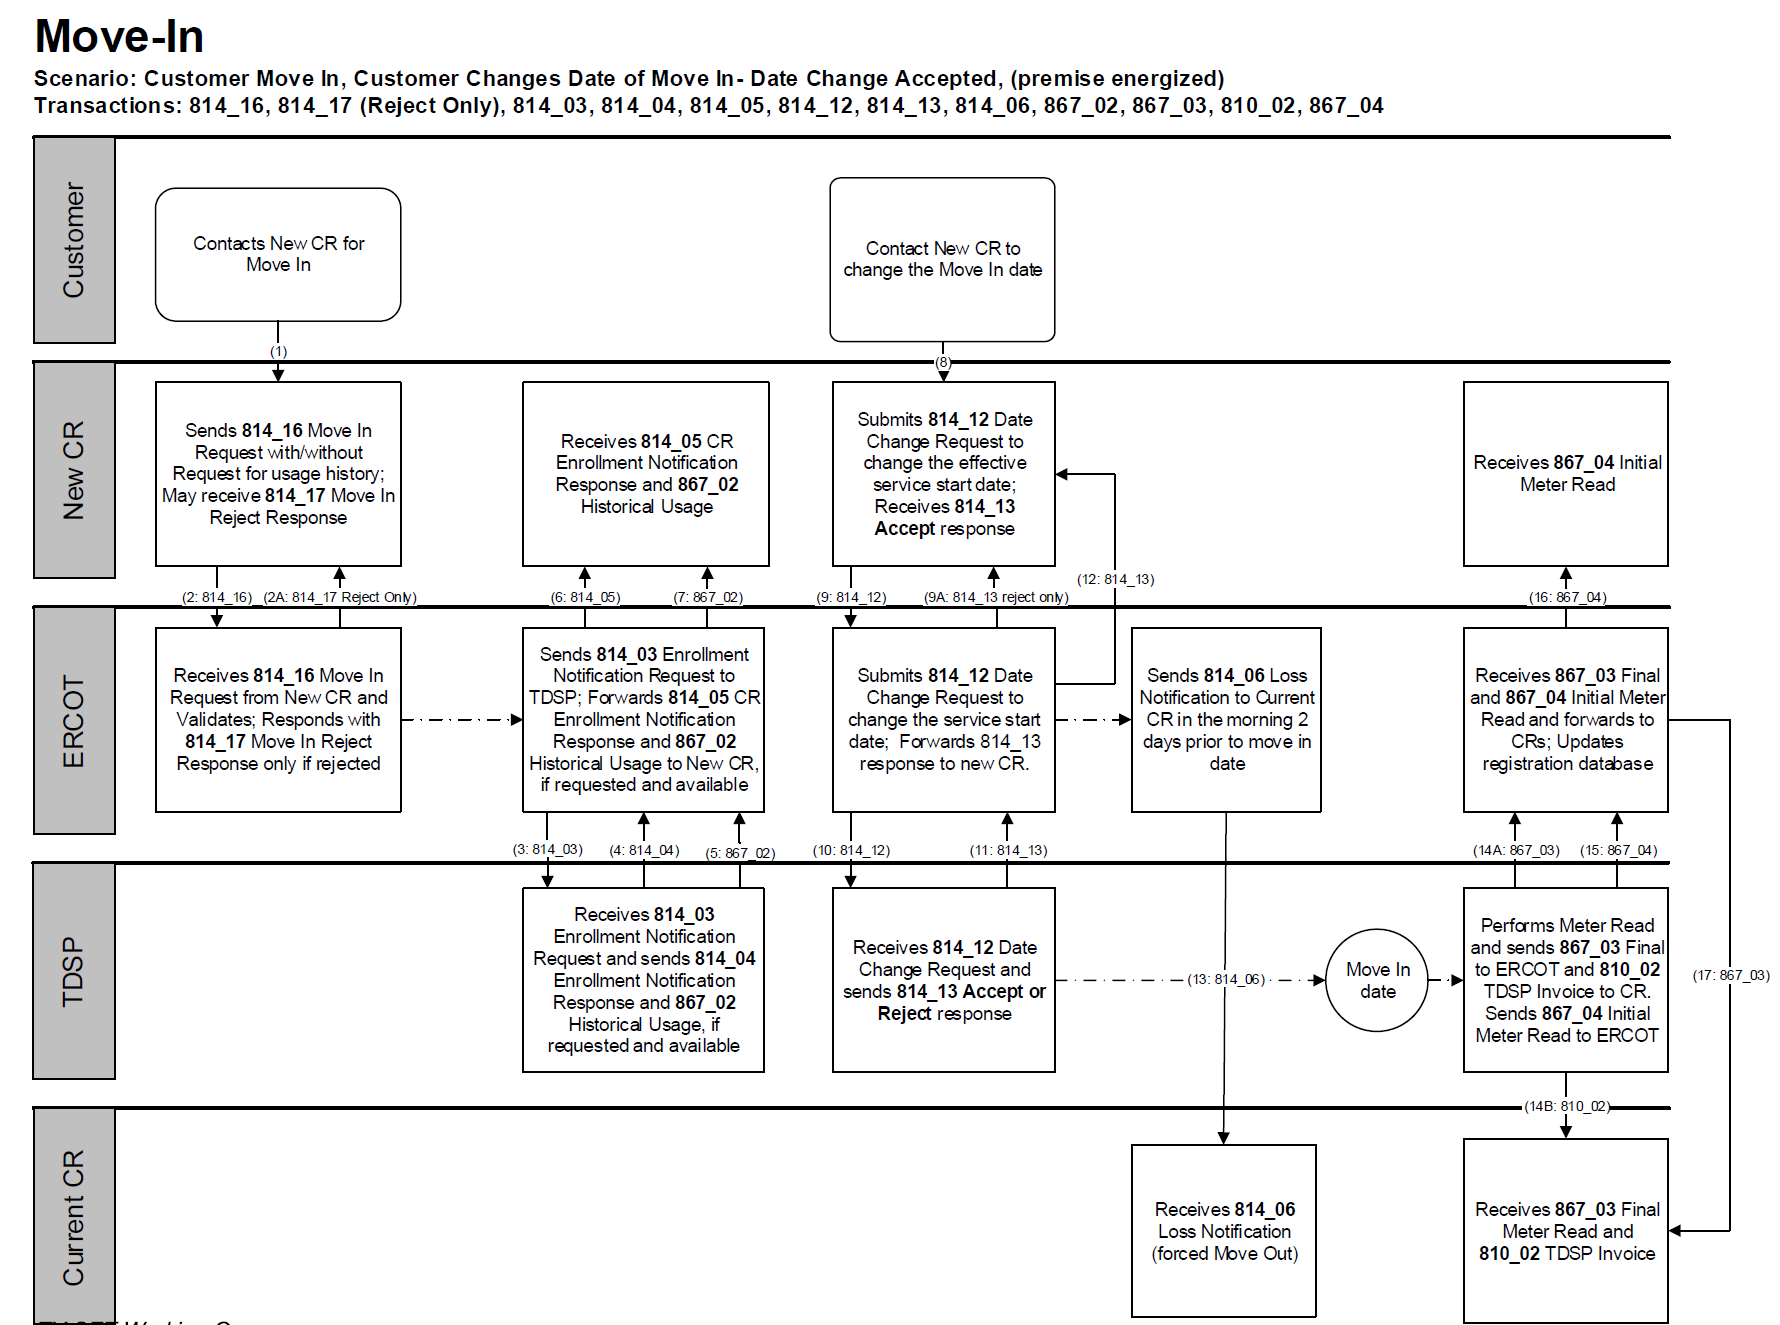 Move-In
Scenario: Customer Move In, Customer Changes Date of Move In- Date Change Accepted, (premise energized)
Transactions: 814_16, 814_17 (Reject Only), 814_03, 814_04, 814_05, 814_12, 814_13, 814_06, 867_02, 867_03, 810_02, 867_04
Customer
Contacts New CR for
Move In
Contact New CR to
change the Move In date
(1)
(8)
New CR
Sends 814_16 Move In
Request with/without
Request for usage history;
May receive 814_17 Move In
Reject Response
Receives 814_05 CR
Enrollment Notification
Response and 867_02
Historical Usage
Submits 814_12 Date
Change Request to
change the effective
service start date;
Receives 814_13
Accept response
Receives 867_04 Initial
Meter Read
(12: 814_13)
(2: 814_16)
(2A: 814_17 Reject Only)
(6: 814_05)
(7: 867_02)
(9: 814_12)
(9A: 814_13 reject only)
(16: 867_04)
ERCOT
Receives 814_16 Move In
Request from New CR and
Validates; Responds with
814_17 Move In Reject
Response only if rejected
Sends 814_03 Enrollment
Notification Request to
TDSP; Forwards 814_05 CR
Enrollment Notification
Response and 867_02
Historical Usage to New CR,
if requested and available
Submits 814_12 Date
Change Request to
change the service start
date; Forwards 814_13
response to new CR.
Sends 814_06 Loss
Notification to Current
CR in the morning 2
days prior to move in
date
Receives 867_03 Final
and 867_04 Initial Meter
Read and forwards to
CRs; Updates
registration database
(3: 814_03)
(4: 814_04)
(5: 867_02)
(10: 814_12)
(11: 814_13)
(14A: 867_03)
(15: 867_04)
TDSP
Receives 814_03
Enrollment Notification
Request and sends 814_04
Enrollment Notification
Response and 867_02
Historical Usage, if
requested and available
Receives 814_12 Date
Change Request and
sends 814_13 Accept or
Reject response
(13: 814_06)
Move In
date
Performs Meter Read
and sends 867_03 Final
to ERCOT and 810_02
TDSP Invoice to CR.
Sends 867_04 Initial
Meter Read to ERCOT
(17: 867_03)
(14B: 810_02)
Current CR
Receives 814_06
Loss Notification
(forced Move Out)
Receives 867_03 Final
Meter Read and
810_02 TDSP Invoice